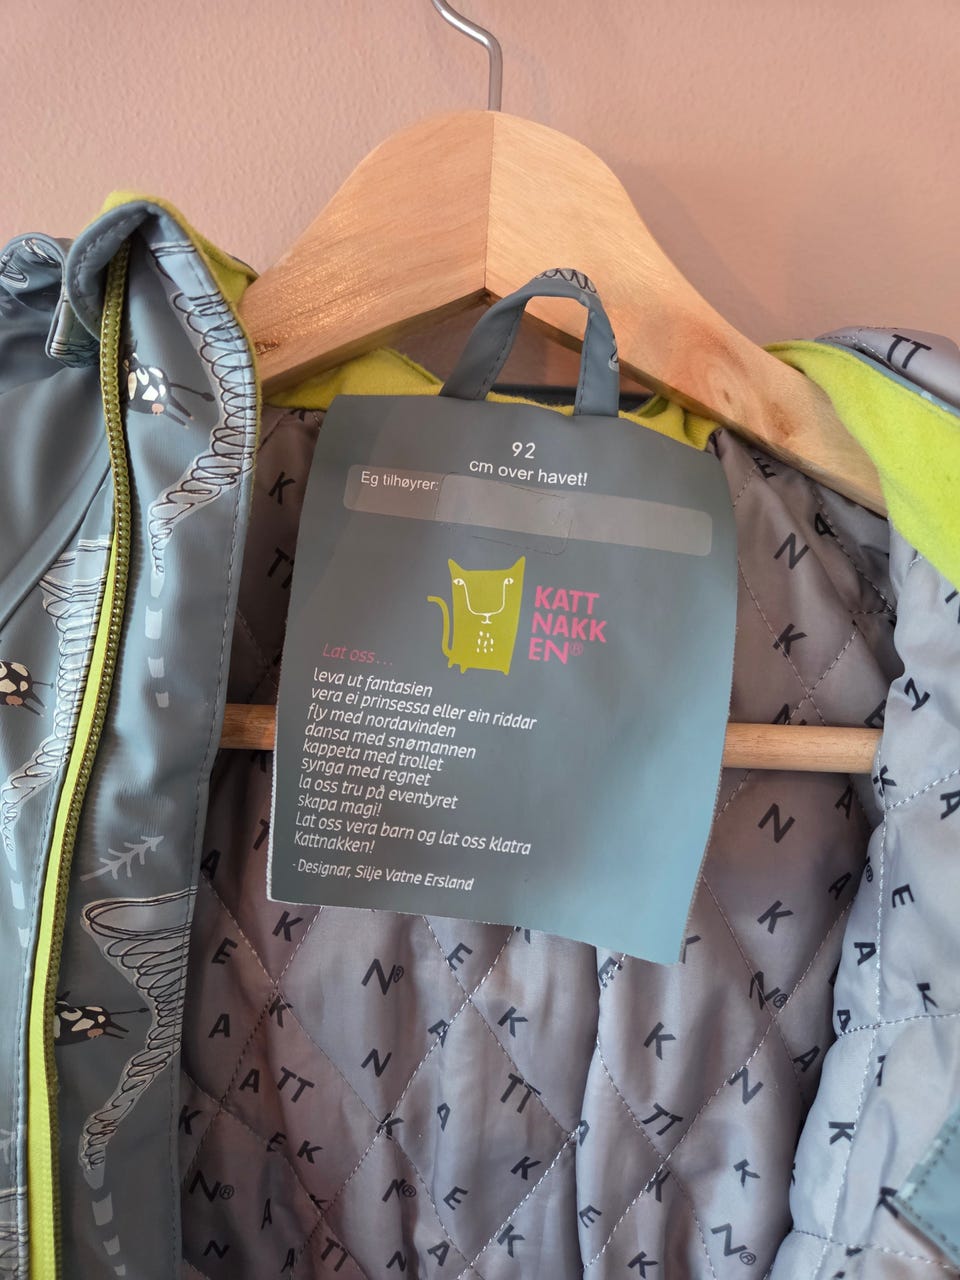 92
cm over havet!
Eg tilhøyrer:
KATT
NAKK
EN®
Lat oss...
leva ut fantasien
vera ei prinsessa eller ein riddar
fly med nordavinden
dansa med snømannen
kappeta med trollet
synga med regnet
la oss tru på eventyret
skapa magi!
Lat oss vera barn og lat oss klatra
Kattnakken!
- Designar, Silje Vatne Ersland